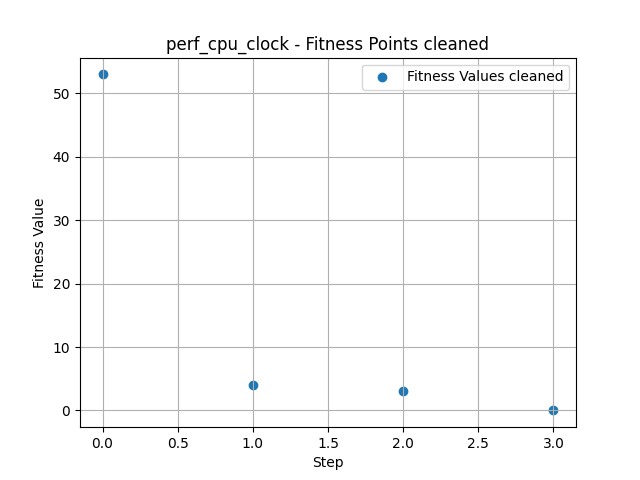 perf_cpu_clock - Fitness Points cleaned
Fitness Values cleaned
Fitness Value
50
40
30
20
10
0
0.0 0.5 1.0 1.5 2.0 2.5 3.0
Step